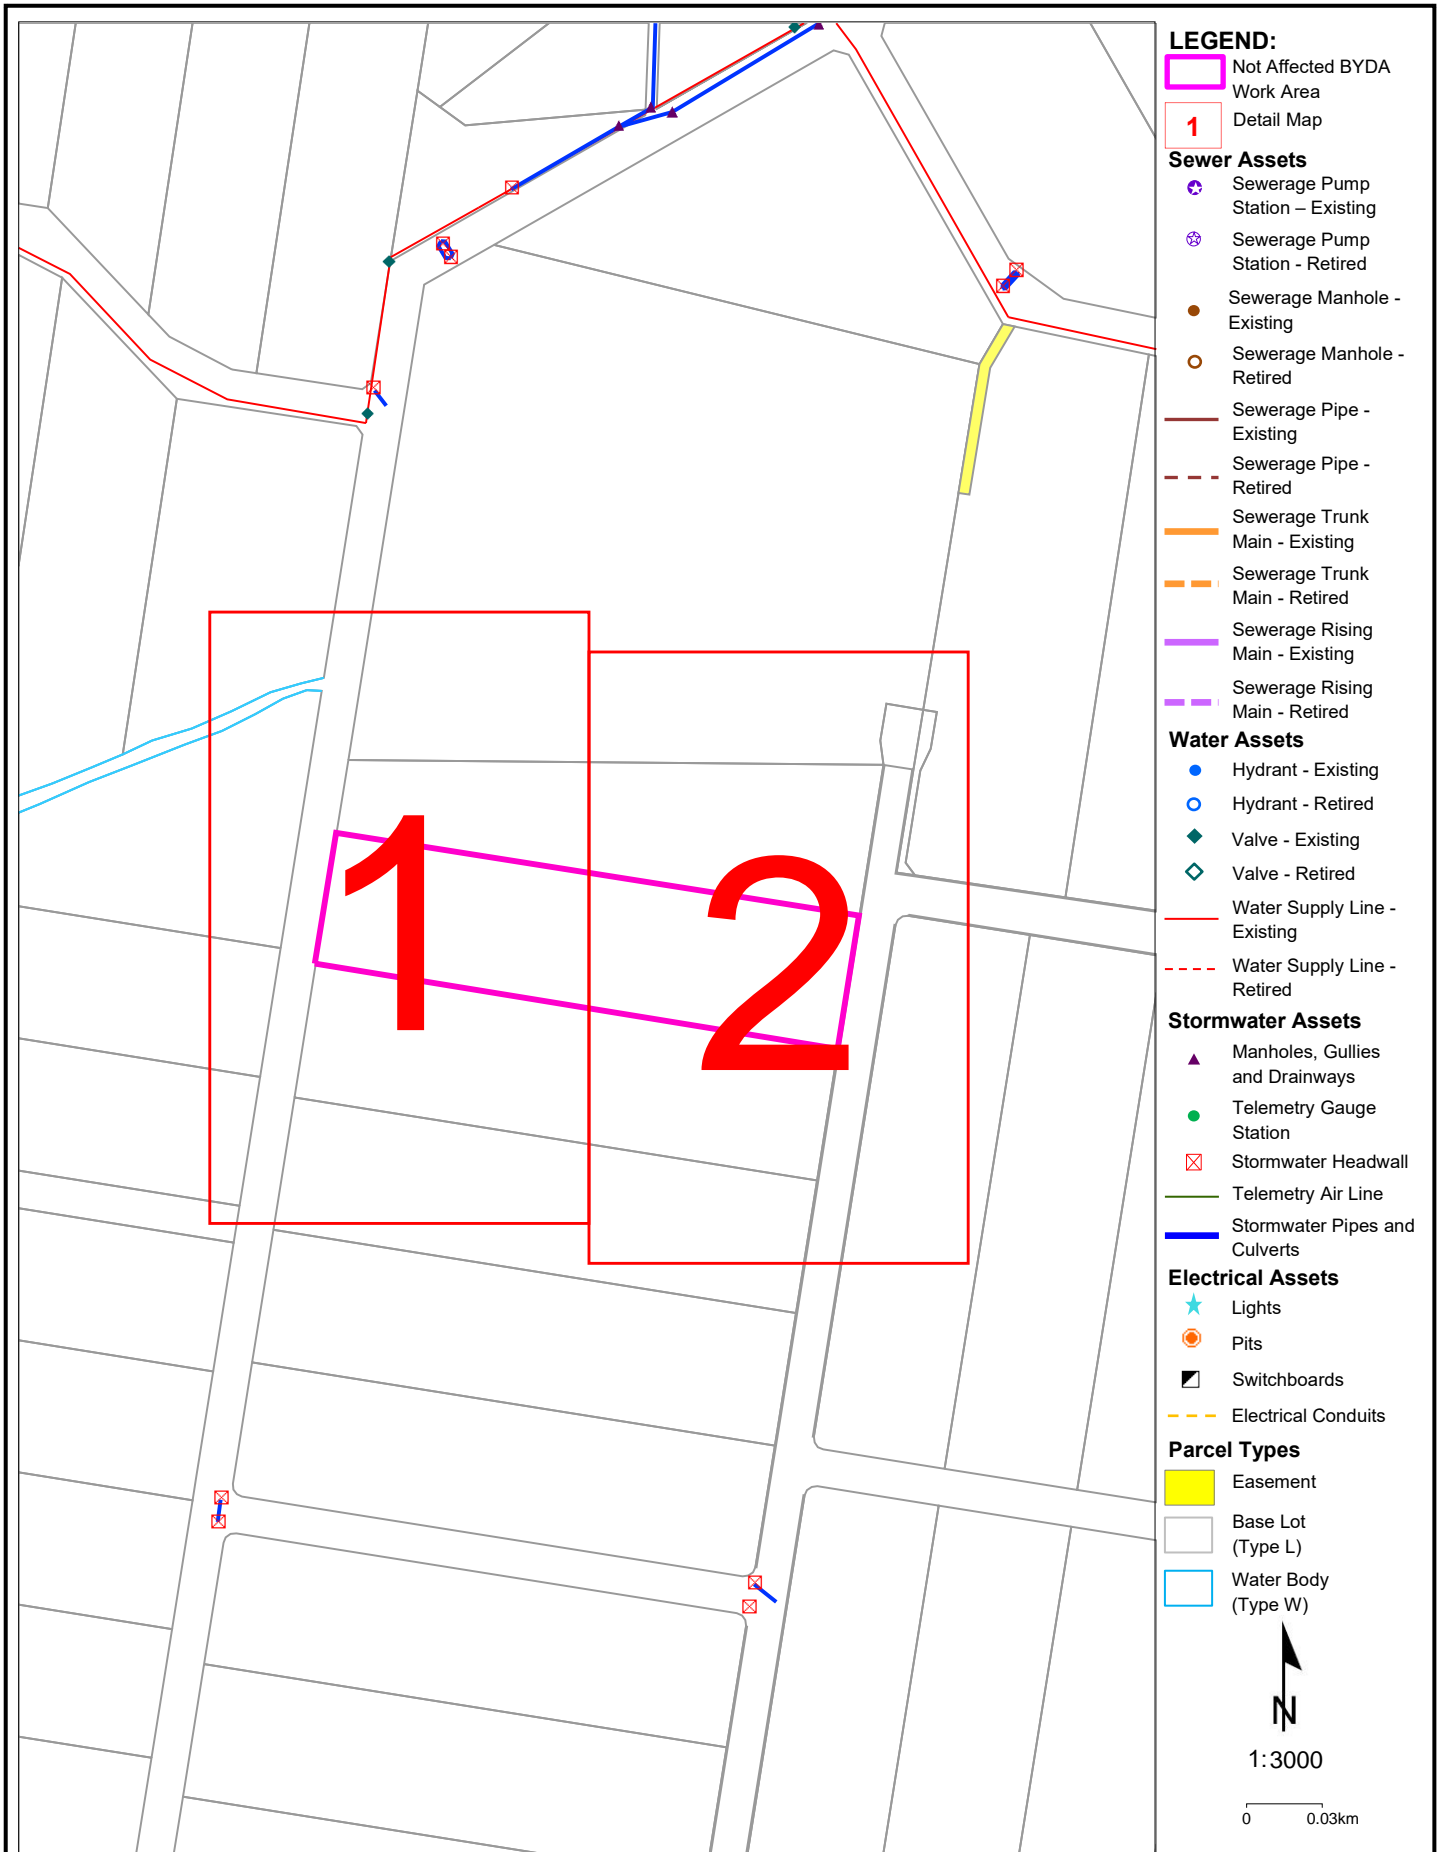 1
2
LEGEND:
Not Affected BYDA
Work Area
1
Detail Map
Sewer Assets
Sewerage Pump
Station – Existing
Sewerage Pump
Station - Retired
Sewerage Manhole -
Existing
Sewerage Manhole -
Retired
Sewerage Pipe -
Existing
Sewerage Pipe -
Retired
Sewerage Trunk
Main - Existing
Sewerage Trunk
Main - Retired
Sewerage Rising
Main - Existing
Sewerage Rising
Main - Retired
Water Assets
Hydrant - Existing
Hydrant - Retired
Valve - Existing
Valve - Retired
Water Supply Line -
Existing
Water Supply Line -
Retired
Stormwater Assets
Manholes, Gullies
and Drainways
Telemetry Gauge
Station
Stormwater Headwall
Telemetry Air Line
Stormwater Pipes and
Culverts
Electrical Assets
Lights
Pits
Switchboards
Electrical Conduits
Parcel Types
Easement
Base Lot
(Type L)
Water Body
(Type W)
N
1:3000
0 0.03km